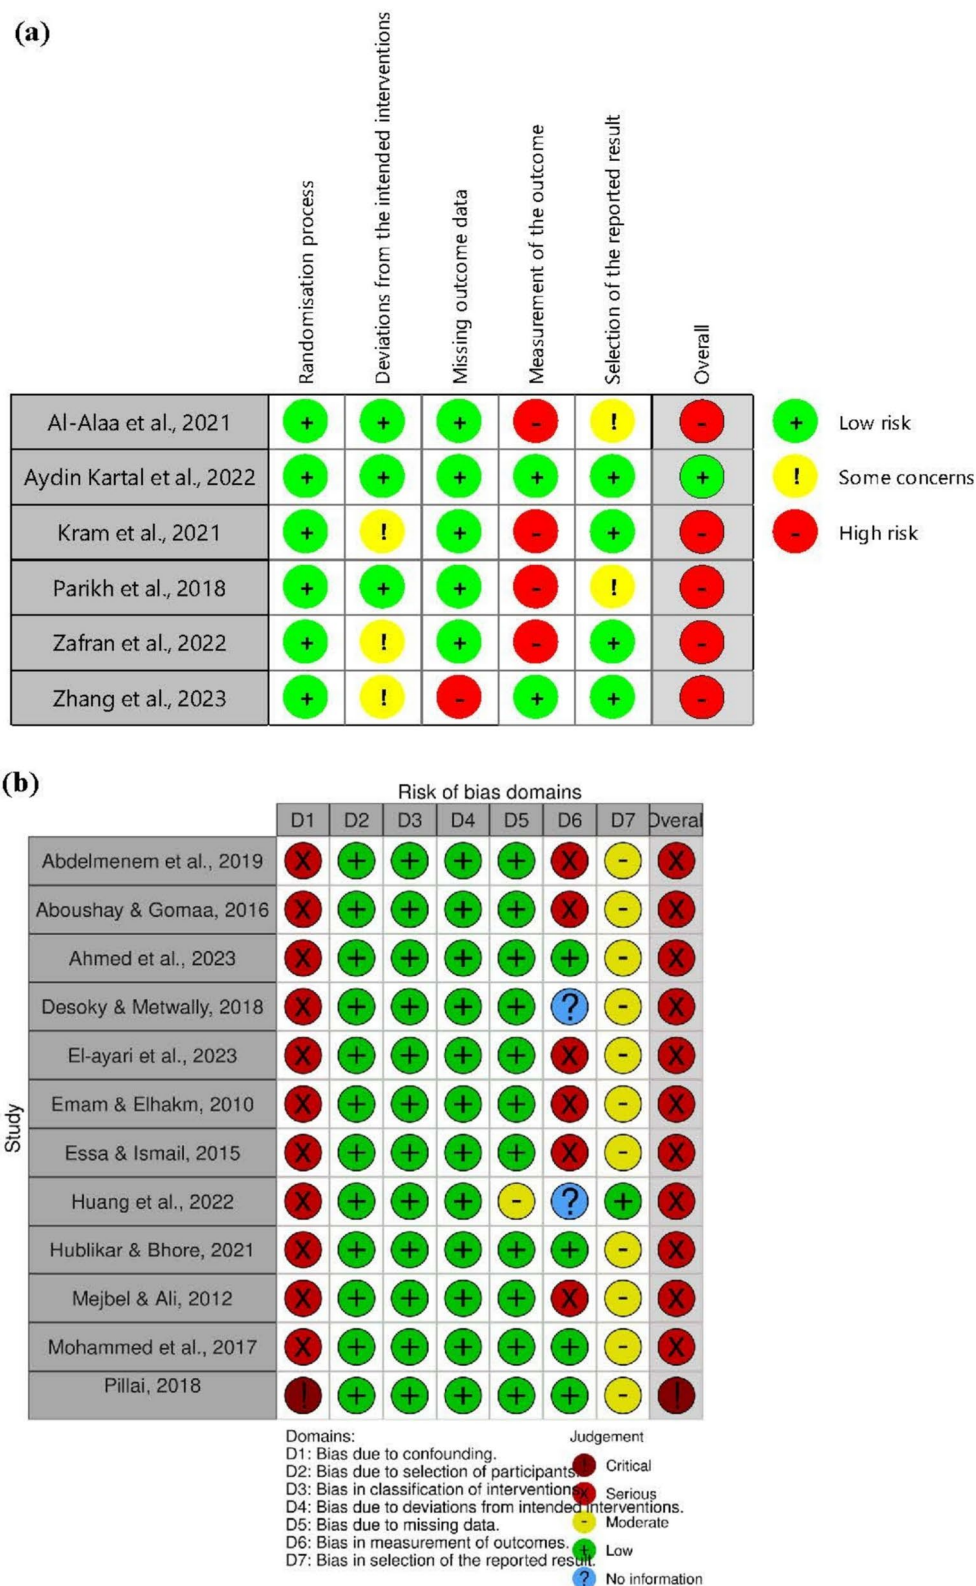 (a)
Randomisation process
Deviations from the intended interventions
Missing outcome data
Measurement of the outcome
Selection of the reported result
Overall
Al-Alaa et al., 2021 + + + - ! -
Aydin Kartal et al., 2022 + + + + + +
Kram et al., 2021 + ! + - + -
Parikh et al., 2018 + + + - ! -
Zafran et al., 2022 + ! + - + -
Zhang et al., 2023 + ! - + + -
+ Low risk
! Some concerns
- High risk
(b)
Risk of bias domains
D1 D2 D3 D4 D5 D6 D7 Overal
Study
Abdelmenem et al., 2019 X + + + + X - X
Aboushay & Gomaa, 2016 X + + + + X - X
Ahmed et al., 2023 X + + + + + - X
Desoky & Metwally, 2018 X + + + + ? - X
El-ayari et al., 2023 X + + + + X - X
Emam & Elhakm, 2010 X + + + + X - X
Essa & Ismail, 2015 X + + + + X - X
Huang et al., 2022 X + + + - ? + X
Hublikar & Bhore, 2021 X + + + + + - X
Mejbel & Ali, 2012 X + + + + X - X
Mohammed et al., 2017 X + + + + + - X
Pillai, 2018 ! + + + + + - !
Domains:
D1: Bias due to confounding.
D2: Bias due to selection of participants.
D3: Bias in classification of interventions
D4: Bias due to deviations from intended interventions.
D5: Bias due to missing data.
D6: Bias in measurement of outcomes.
D7: Bias in selection of the reported result.
Judgement
! Critical
X Serious
- Moderate
+ Low
? No information